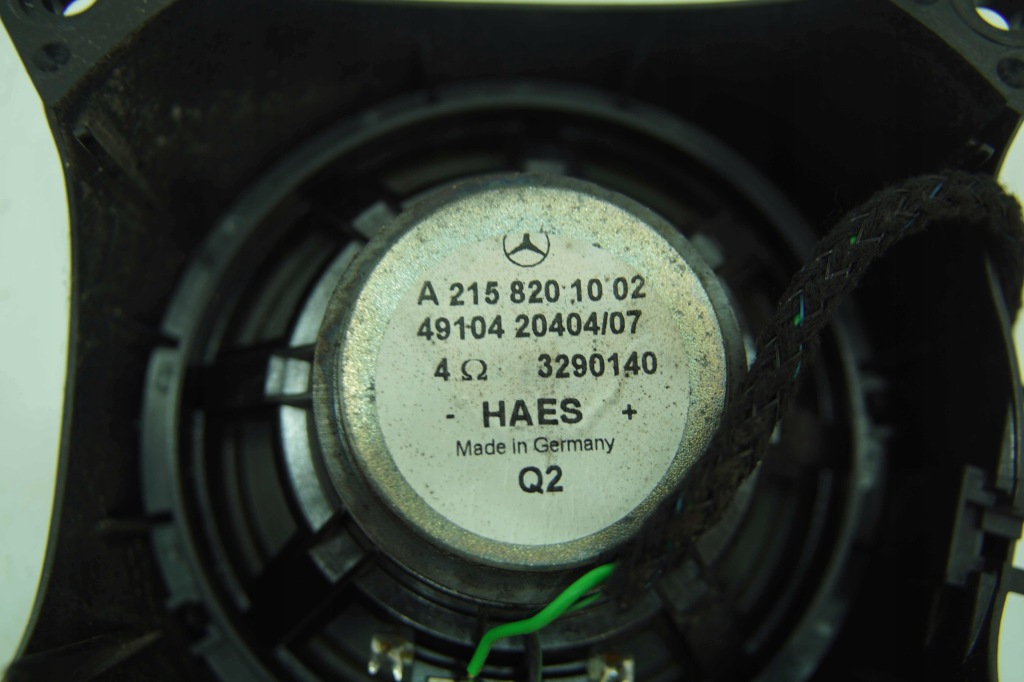 A 215 820 10 02
49104 20404/07
4 Ω 3290140
- HAES +
Made in Germany
Q2